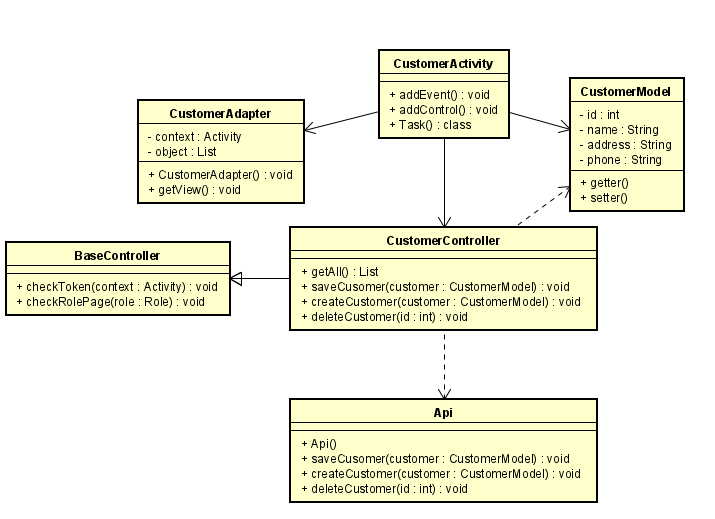 CustomerActivity
+ addEvent() : void
+ addControl() : void
+ Task() : class
CustomerModel
- id : int
- name : String
- address : String
- phone : String
+ getter()
+ setter()
CustomerAdapter
- context : Activity
- object : List
+ CustomerAdapter() : void
+ getView() : void
CustomerController
+ getAll() : List
+ saveCusomer(customer : CustomerModel) : void
+ createCustomer(customer : CustomerModel) : void
+ deleteCustomer(id : int) : void
BaseController
+ checkToken(context : Activity) : void
+ checkRolePage(role : Role) : void
Api
+ Api()
+ saveCusomer(customer : CustomerModel) : void
+ createCustomer(customer : CustomerModel) : void
+ deleteCustomer(id : int) : void